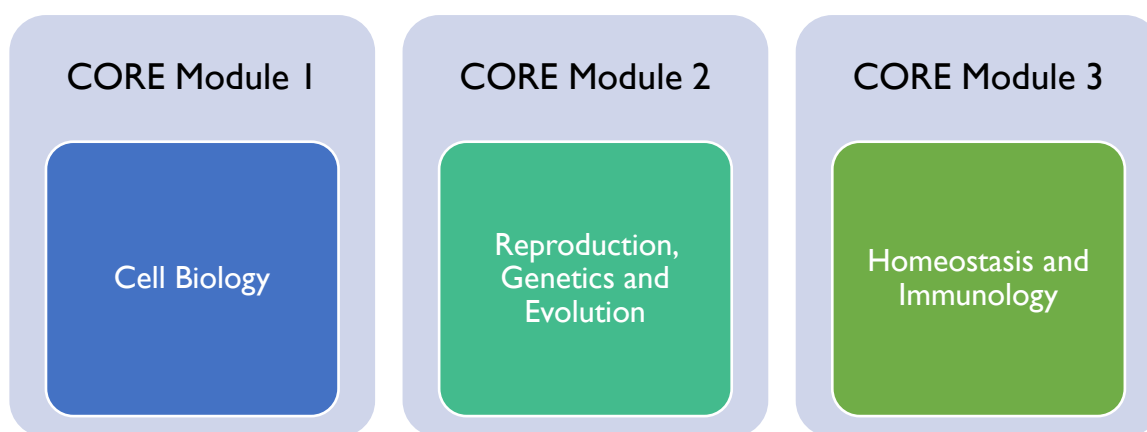 CORE Module 1
Cell Biology
CORE Module 2
Reproduction,
Genetics and
Evolution
CORE Module 3
Homeostasis and
Immunology